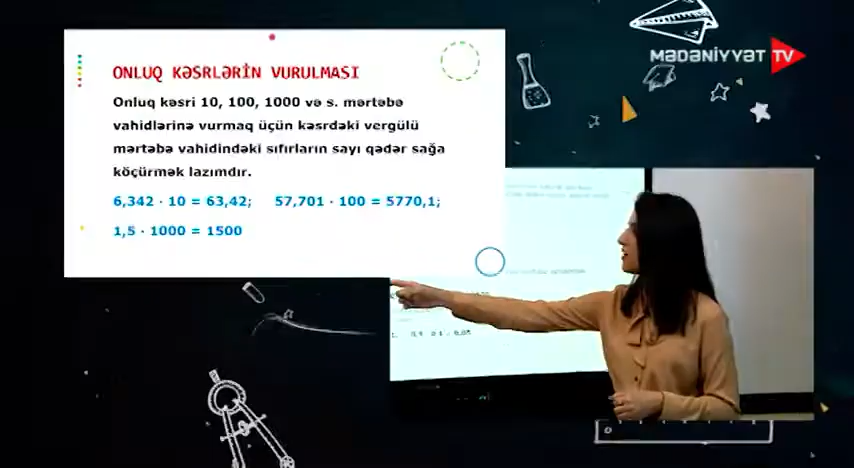 MƏDƏNİYYƏT TV
ONLUQ KƏSRLƏRİN VURULMASI
Onluq kəsri 10, 100, 1000 və s. mərtəbə
vahidlərinə vurmaq üçün kəsrdəki vergülü
mərtəbə vahidindəki sıfırların sayı qədər sağa
köçürmək lazımdır.
6,342 · 10 = 63,42; 57,701 · 100 = 5770,1;
1,5 · 1000 = 1500